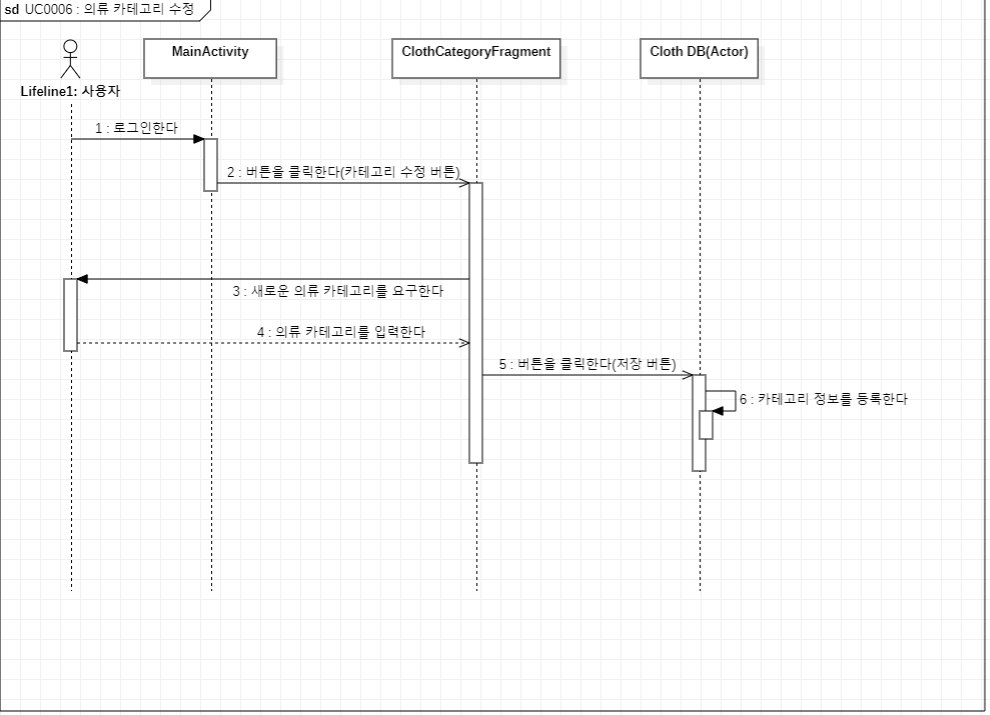 sd UC0006 : 의류 카테고리 수정
MainActivity
ClothCategoryFragment
Cloth DB(Actor)
Lifeline1: 사용자
1 : 로그인한다
2 : 버튼을 클릭한다(카테고리 수정 버튼)
3 : 새로운 의류 카테고리를 요구한다
4 : 의류 카테고리를 입력한다
5 : 버튼을 클릭한다(저장 버튼)
6 : 카테고리 정보를 등록한다